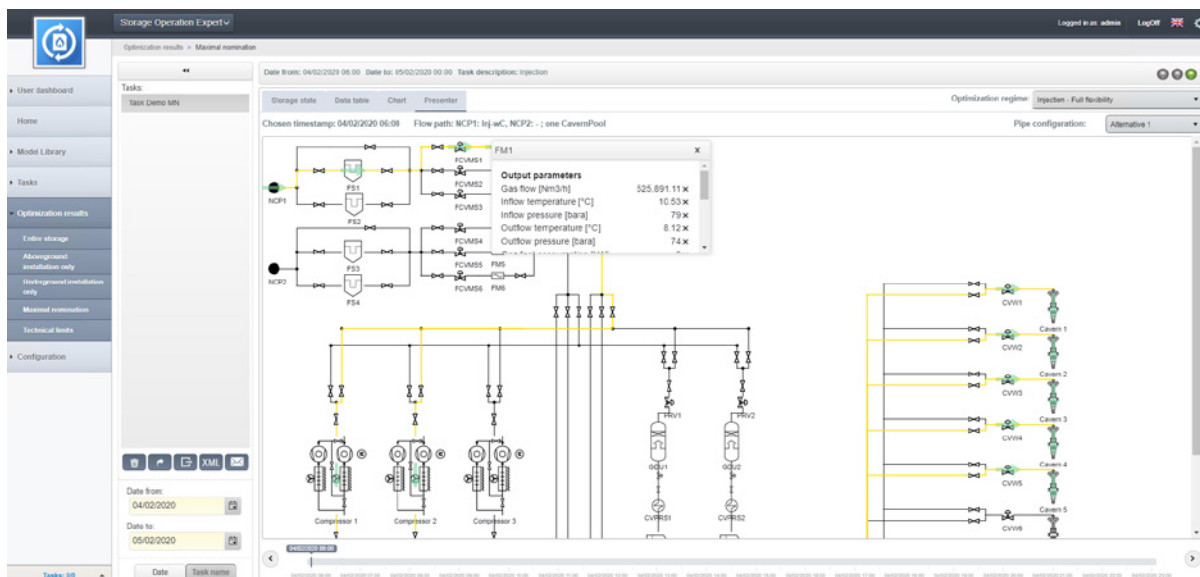 Storage Operation Expert
Logged in as: admin LogOff
Optimization results > Maximal nomination
User dashboard
Home
Model Library
Tasks
Optimization results
Entire storage
Aboveground installation only
Underground installation only
Maximal nomination
Technical limits
Configuration
Tasks: 0/0
Tasks:
Task Demo MN
XML
Date from:
04/02/2020
Date to:
05/02/2020
Date Task name
Date from: 04/02/2020 06:00 Date to: 05/02/2020 00:00 Task description: Injection
Storage state Data table Chart Presenter
Optimization regime: Injection - Full flexibility
Chosen timestamp: 04/02/2020 06:00 Flow path: NCP1: Inj-wC, NCP2: - ; one CavernPool
Pipe configuration: Alternative 1
FM1 x
Output parameters
Gas flow [Nm3/h] 525,891.11
Inflow temperature [°C] 10.53
Inflow pressure [bara] 79
Outflow temperature [°C] 8.12
Outflow pressure [bara] 74
NCP1
FS1
FS2
FCVMS1
FCVMS2
FCVMS3
NCP2
FS3
FS4
FCVMS4
FCVMS5 FM5
FCVMS6 FM6
PRV1 PRV2
GOU1 GOU2
CVPRS1 CVPRS2
Compressor 1 Compressor 2 Compressor 3
CVW1
Cavern 1
CVW2
Cavern 2
CVW3
Cavern 3
CVW4
Cavern 4
CVW5
Cavern 5
CVW6
04/02/2020 06:00